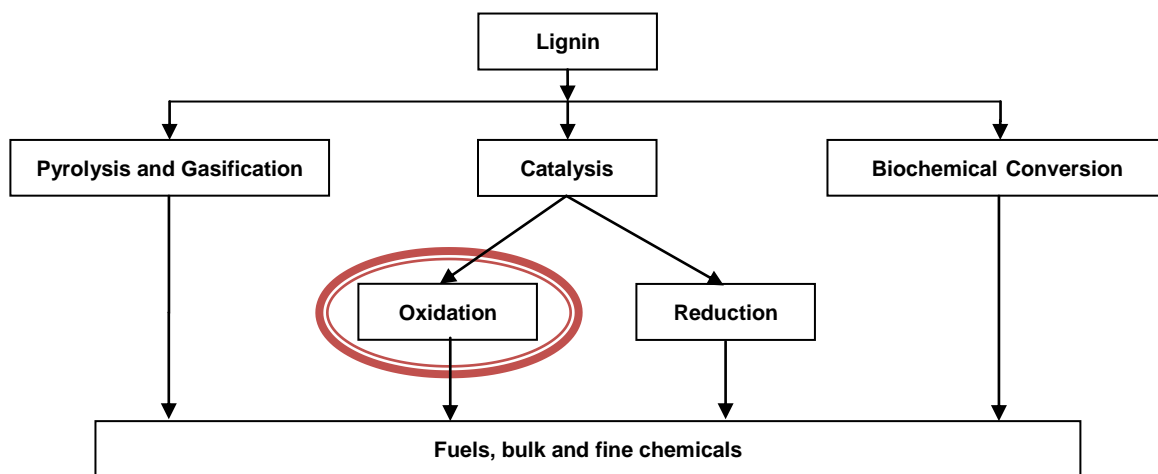 Lignin
Pyrolysis and Gasification
Catalysis
Biochemical Conversion
Oxidation
Reduction
Fuels, bulk and fine chemicals